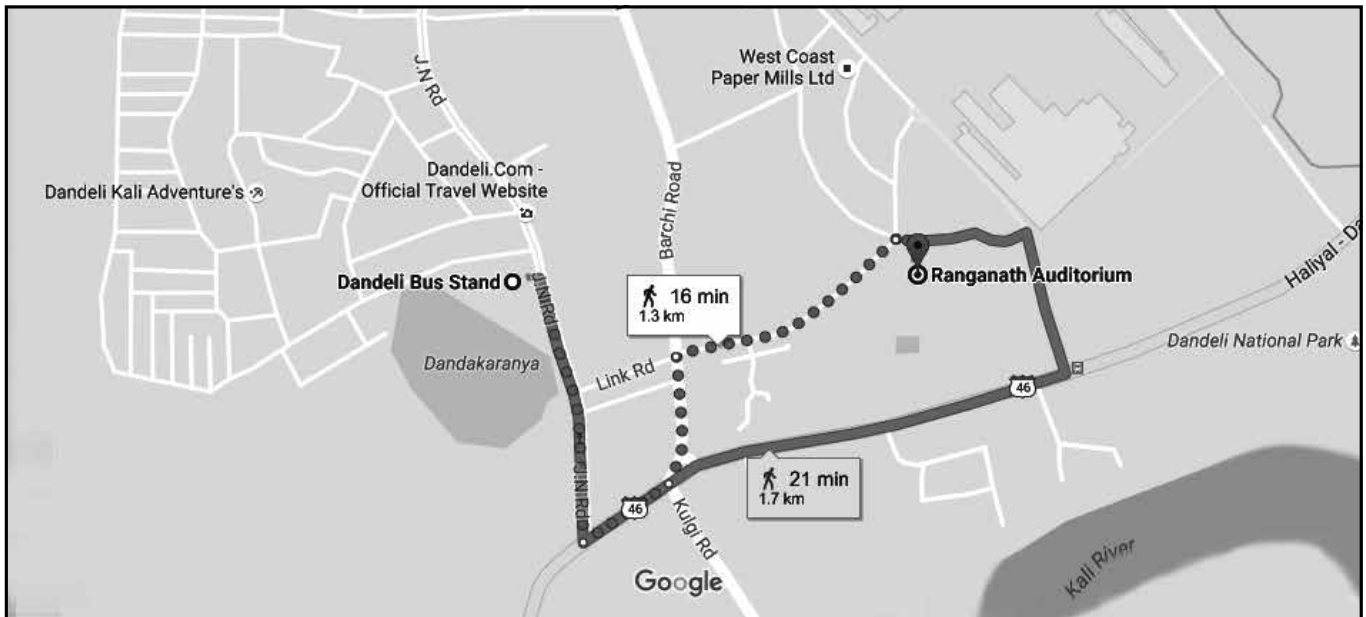 West Coast
Paper Mills Ltd
J.N Rd
Dandeli.Com -
Official Travel Website
Dandeli Kali Adventure's
Barchi Road
Dandeli Bus Stand
J.N Rd
Ranganath Auditorium
Haliyal - Da
16 min
1.3 km
Dandeli National Park
Dandakaranya
Link Rd
46
21 min
1.7 km
J.N Rd
46
Kulgi Rd
Google
Kali River